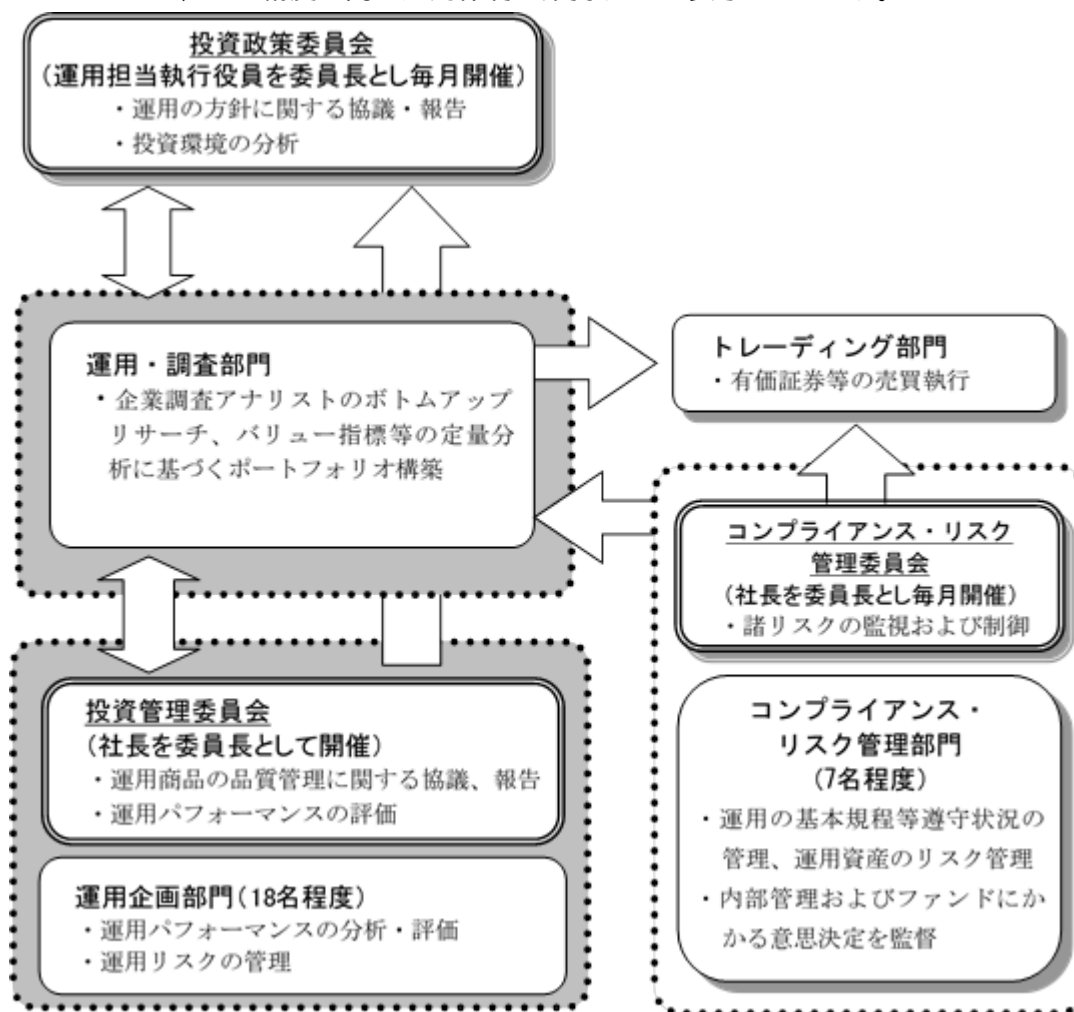 投資政策委員会
（運用担当執行役員を委員長とし毎月開催）
・運用の方針に関する協議・報告
・投資環境の分析
運用・調査部門
・企業調査アナリストのボトムアップ
リサーチ、バリュー指標等の定量分
析に基づくポートフォリオ構築
トレーディング部門
・有価証券等の売買執行
コンプライアンス・リスク
管理委員会
（社長を委員長とし毎月開催）
・諸リスクの監視および制御
投資管理委員会
（社長を委員長として開催）
・運用商品の品質管理に関する協議、報告
・運用パフォーマンスの評価
運用企画部門（18名程度）
・運用パフォーマンスの分析・評価
・運用リスクの管理
コンプライアンス・
リスク管理部門
（7名程度）
・運用の基本規程等遵守状況の
管理、運用資産のリスク管理
・内部管理およびファンドにか
かる意思決定を監督